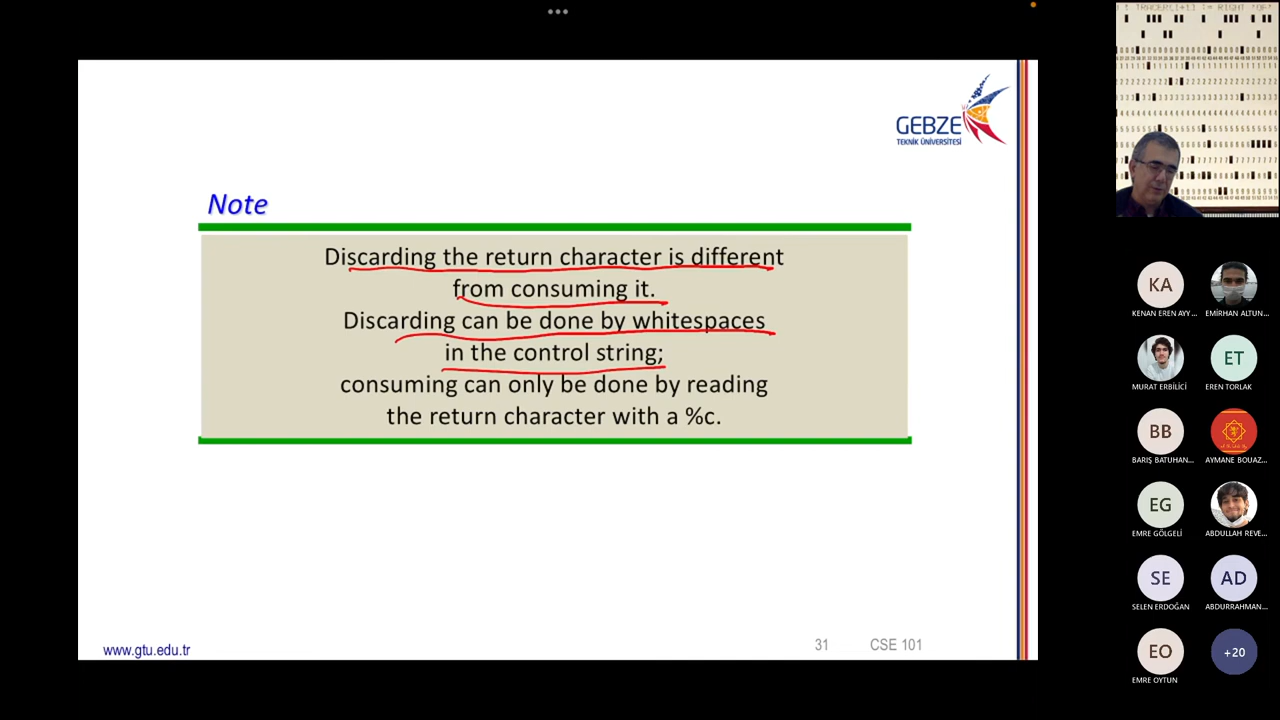 ! TRACER(I+1) != RIGHT "OF"
GEBZE
TEKNİK ÜNİVERSİTESİ
Note
Discarding the return character is different
from consuming it.
Discarding can be done by whitespaces
in the control string;
consuming can only be done by reading
the return character with a %c.
www.gtu.edu.tr
31
CSE 101
KA
KENAN EREN AYY...
EMİRHAN ALTUN...
MURAT ERBİLİCİ
ET
EREN TORLAK
BB
BARIŞ BATUHAN...
AYMANE BOUAZ...
EG
EMRE GÖLGELİ
ABDULLAH REVE...
SE
SELEN ERDOĞAN
AD
ABDURRAHMAN...
EO
EMRE OYTUN
+20